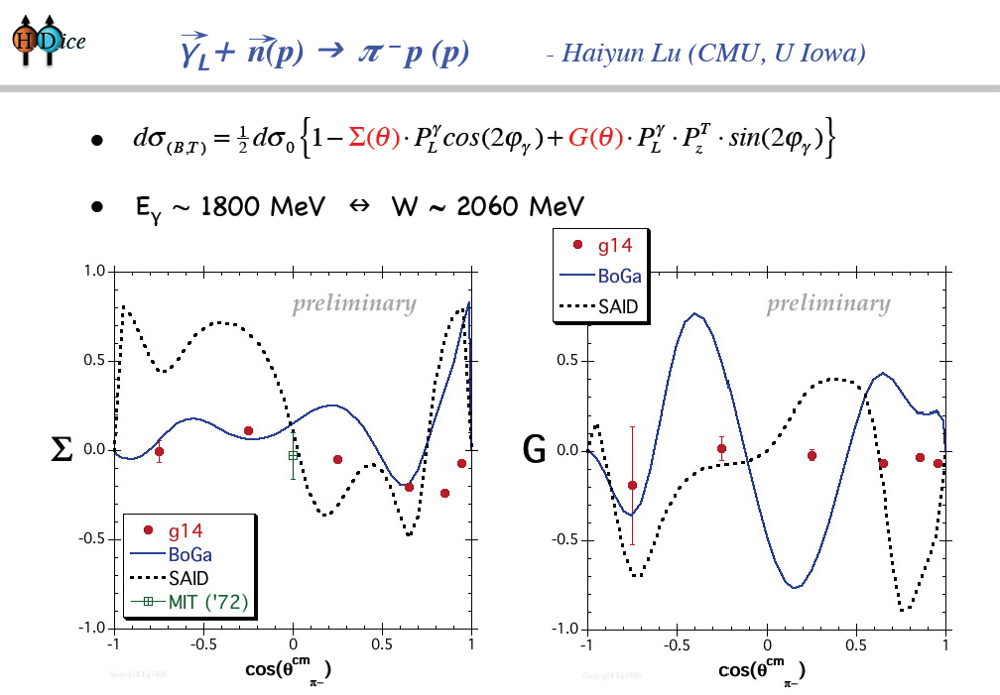 HDice
γ⃗_L + n⃗(p) → π⁻p (p) - Haiyun Lu (CMU, U Iowa)
• dσ_(B,T) = ½dσ₀{1− Σ(θ)· P_L^γ cos(2φ_γ)+ G(θ)· P_L^γ · P_z^T · sin(2φ_γ)}
• E_γ ~ 1800 MeV ↔ W ~ 2060 MeV
g14
BoGa
SAID
preliminary
1.0
0.5
0.0
-0.5
-1.0
Σ
g14
BoGa
SAID
MIT ('72)
-1 -0.5 0 0.5 1
cos(θ^cm_π−)
preliminary
0.5
0.0
-0.5
-1.0
G
-1 -0.5 0 0.5 1
cos(θ^cm_π−)